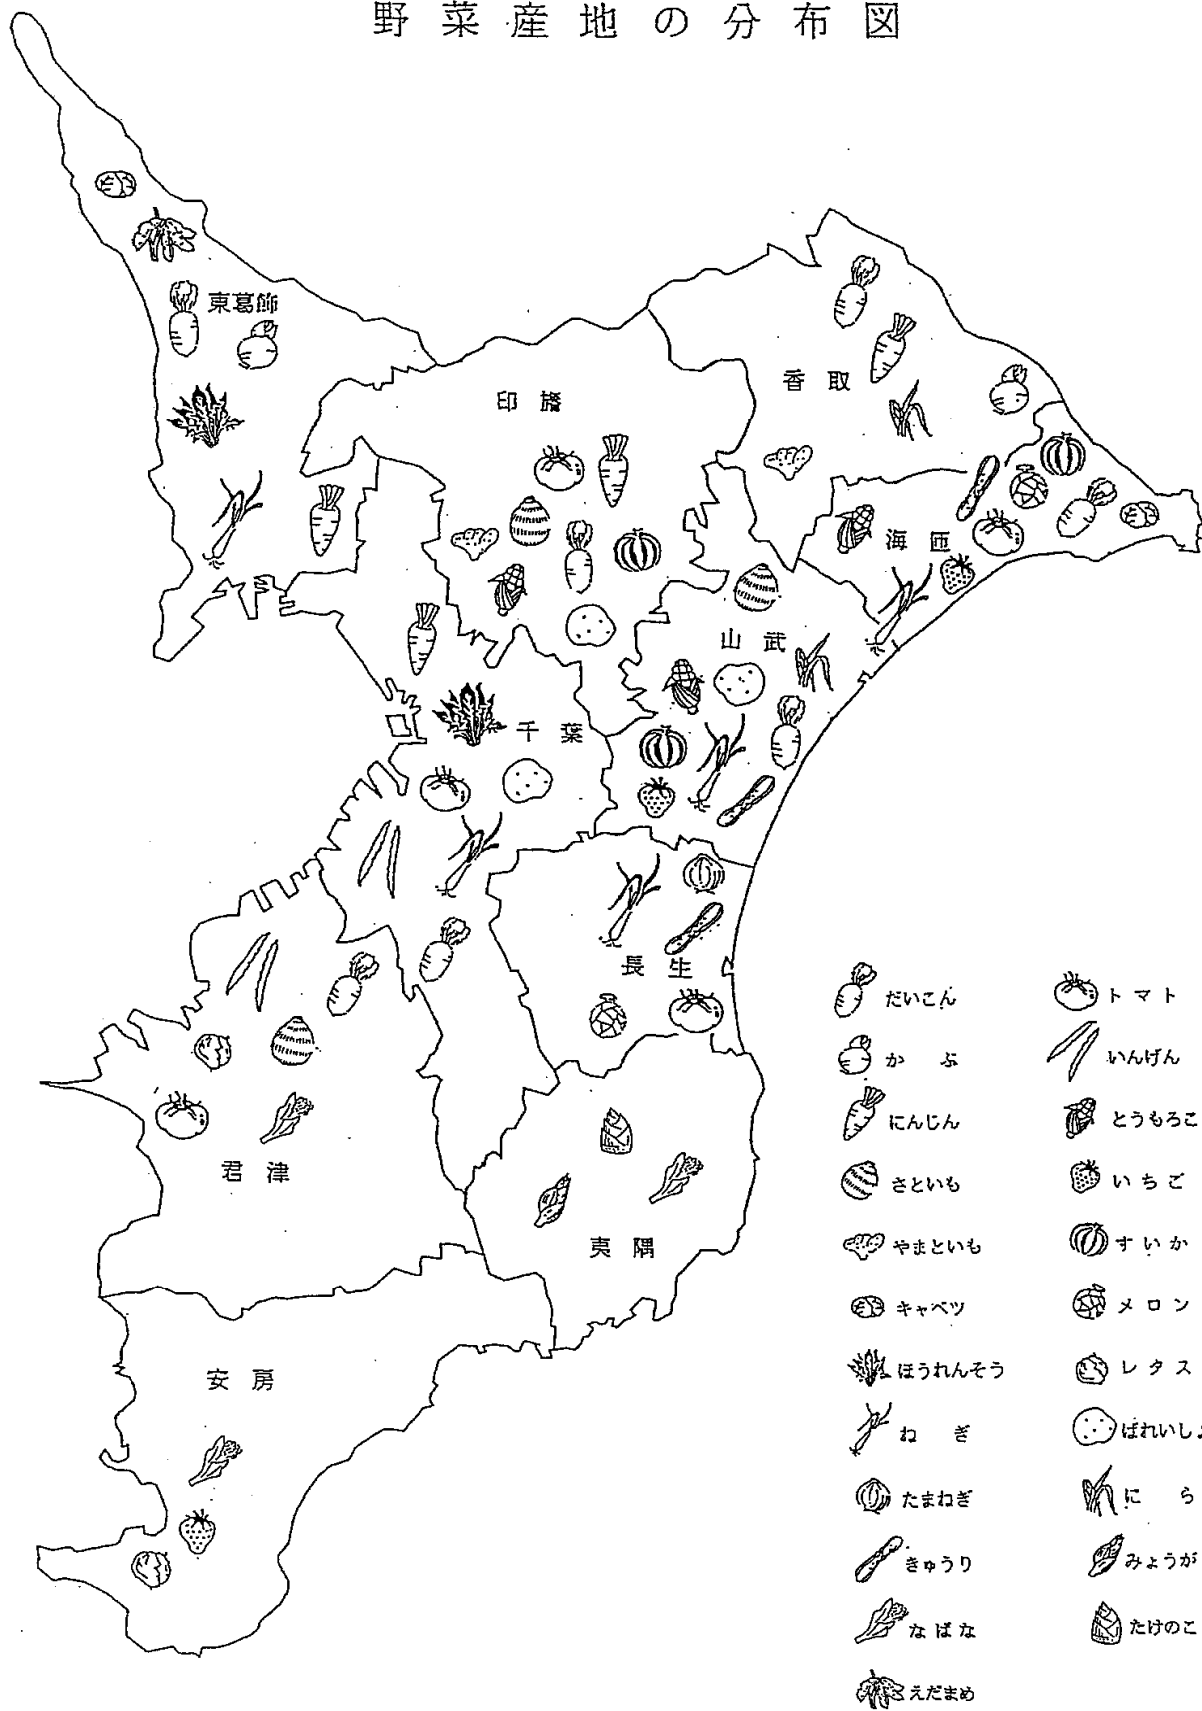 野菜産地の分布図
東葛飾
印旛
香取
海匝
山武
千葉
長生
君津
夷隅
安房
だいこん
かぶ
にんじん
さといも
やまといも
キャベツ
ほうれんそう
ねぎ
たまねぎ
きゅうり
なばな
えだまめ
トマト
いんげん
とうもろこ
いちご
すいか
メロン
レタス
ばれいしょ
にら
みょうが
たけのこ